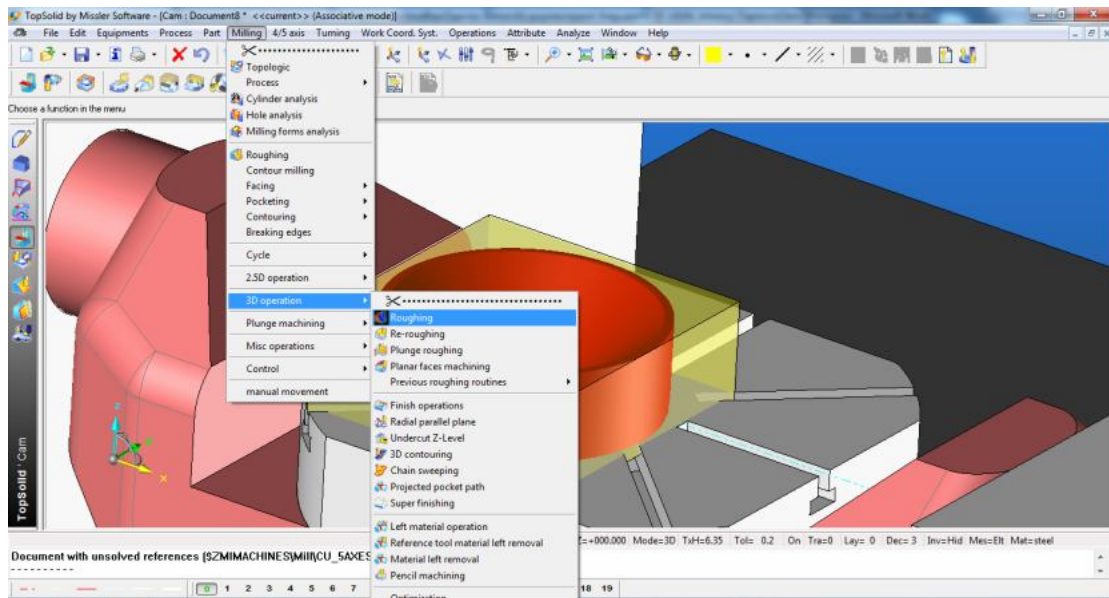 TopSolid by Missler Software - [Cam : Document8 * <<current>> (Associative mode)]
File Edit Equipments Process Part Milling 4/5 axis Turning Work Coord. Syst. Operations Attribute Analyze Window Help
Choose a function in the menu
Topologic
Process
Cylinder analysis
Hole analysis
Milling forms analysis
Roughing
Contour milling
Facing
Pocketing
Contouring
Breaking edges
Cycle
2.5D operation
3D operation
Plunge machining
Misc operations
Control
manual movement
Roughing
Re-roughing
Plunge roughing
Planar faces machining
Previous roughing routines
Finish operations
Radial parallel plane
Undercut Z-Level
3D contouring
Chain sweeping
Projected pocket path
Super finishing
Left material operation
Reference tool material left removal
Material left removal
Pencil machining
Optimization
z
x
TopSolid'Cam
Z=+000.000 Mode=3D TxH=6.35 Tol= 0.2 On Tra=0 Lay= 0 Dec= 3 Inv=Hid Mes=Elt Mat=steel
Document with unsolved references [$ZMIMACHINES\Mill\CU_5AXES
----------
0 1 2 3 4 5 6 7 18 19